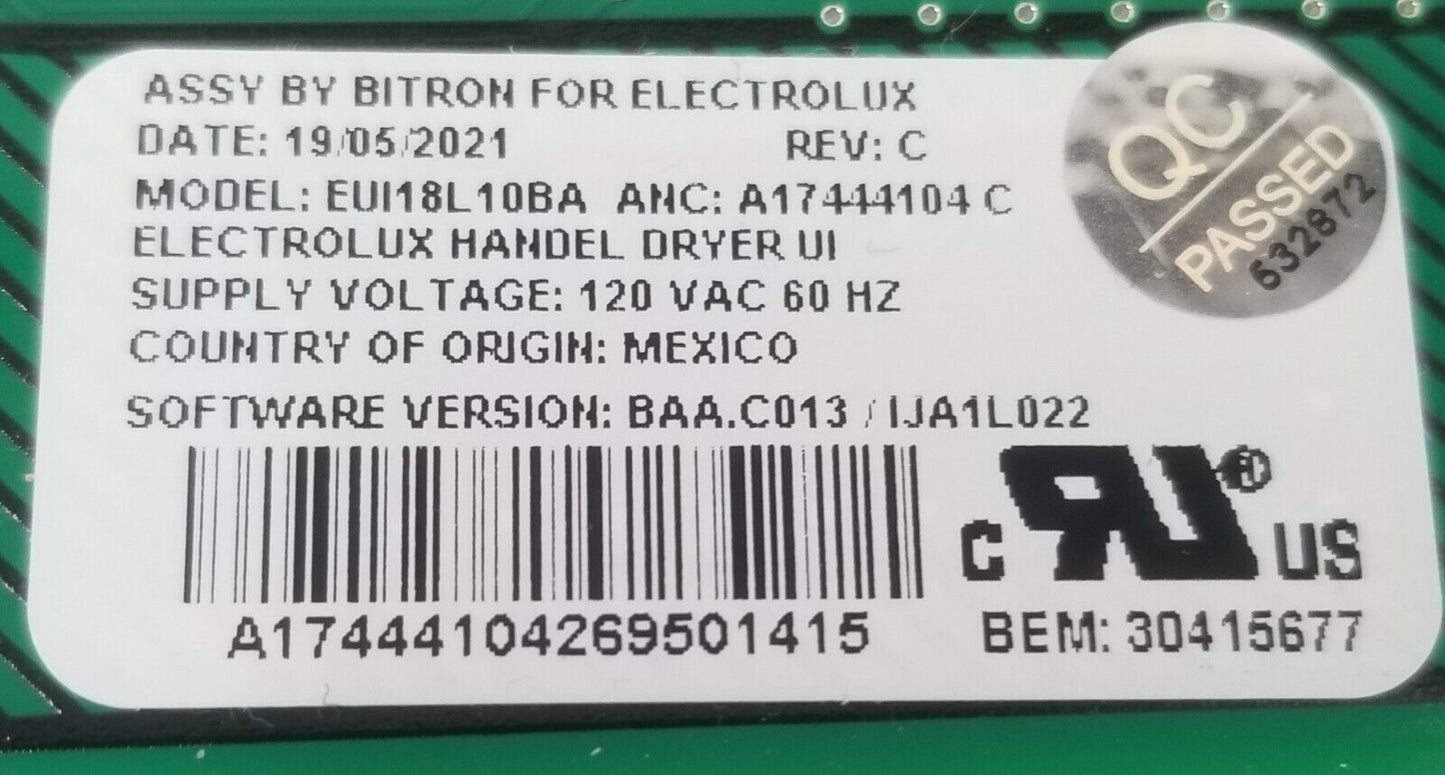 ASSY BY BITRON FOR ELECTROLUX
DATE: 19/05/2021 REV: C
MODEL: EUI18L10BA ANC: A17444104 C
ELECTROLUX HANDEL DRYER UI
SUPPLY VOLTAGE: 120 VAC 60 HZ
COUNTRY OF ORIGIN: MEXICO
SOFTWARE VERSION: BAA.C013 / IJA1L022
A17444104269501415
C RU ® US
BEM: 30415677
QC
PASSED
632872